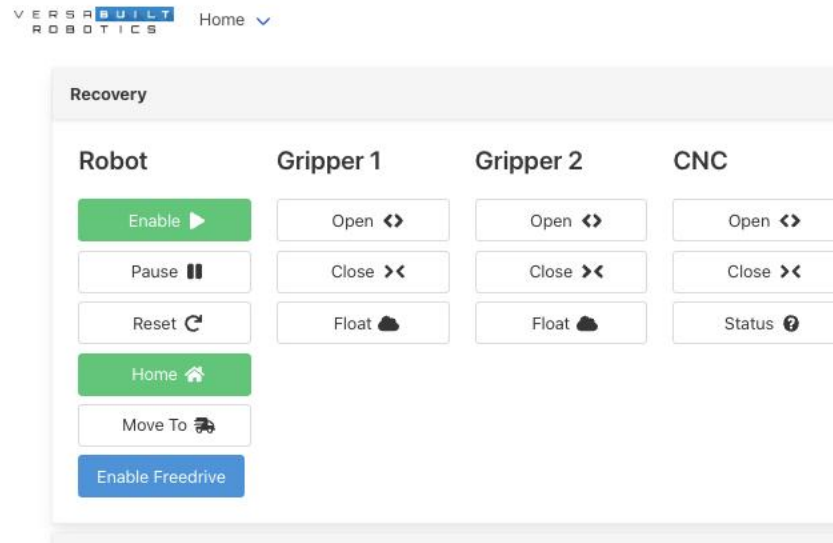 VERSABUILT
ROBOTICS
Home
Recovery
Robot
Enable
Pause
Reset
Home
Move To
Enable Freedrive
Gripper 1
Open
Close
Float
Gripper 2
Open
Close
Float
CNC
Open
Close
Status